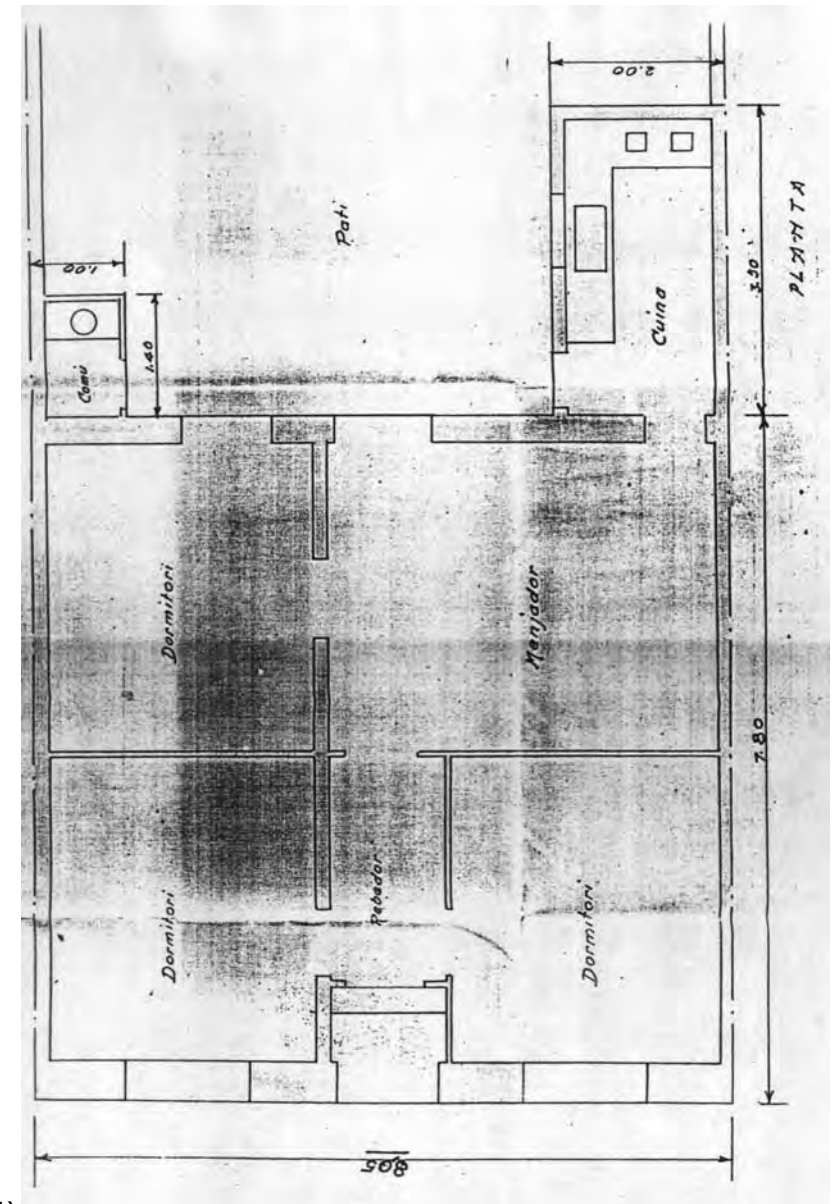 2.00
Pati
1.00
PLANTA
3.90
Cuina
1.40
Comú
Dormitori
Menjador
7.80
Dormitori
Rebedor
Dormitori
8,05